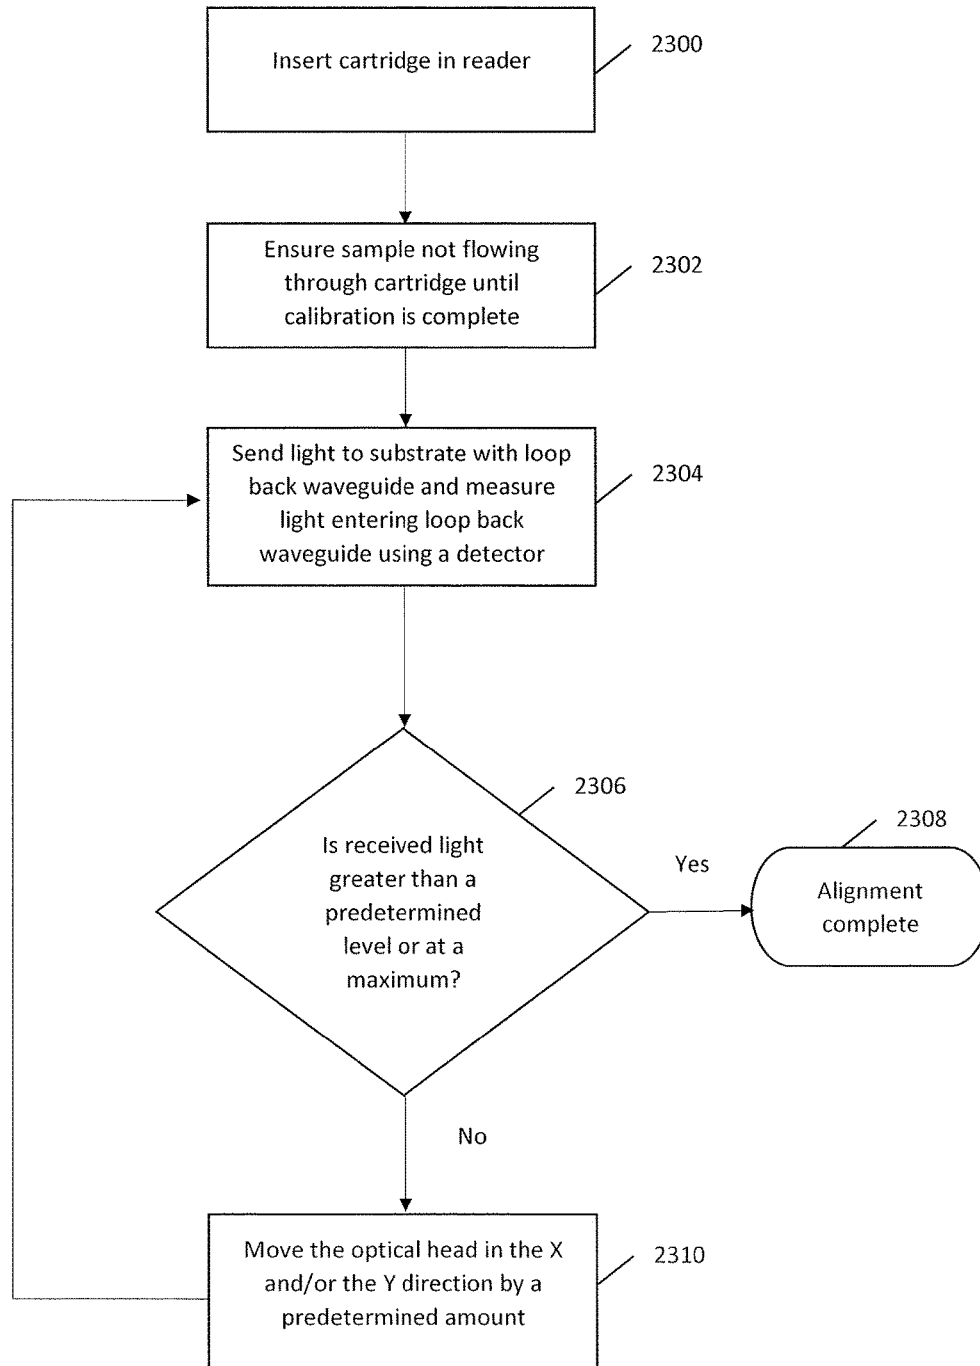 Insert cartridge in reader
2300
Ensure sample not flowing
through cartridge until
calibration is complete
2302
Send light to substrate with loop
back waveguide and measure
light entering loop back
waveguide using a detector
2304
2306
Is received light
greater than a
predetermined
level or at a
maximum?
Yes
2308
Alignment
complete
No
Move the optical head in the X
and/or the Y direction by a
predetermined amount
2310